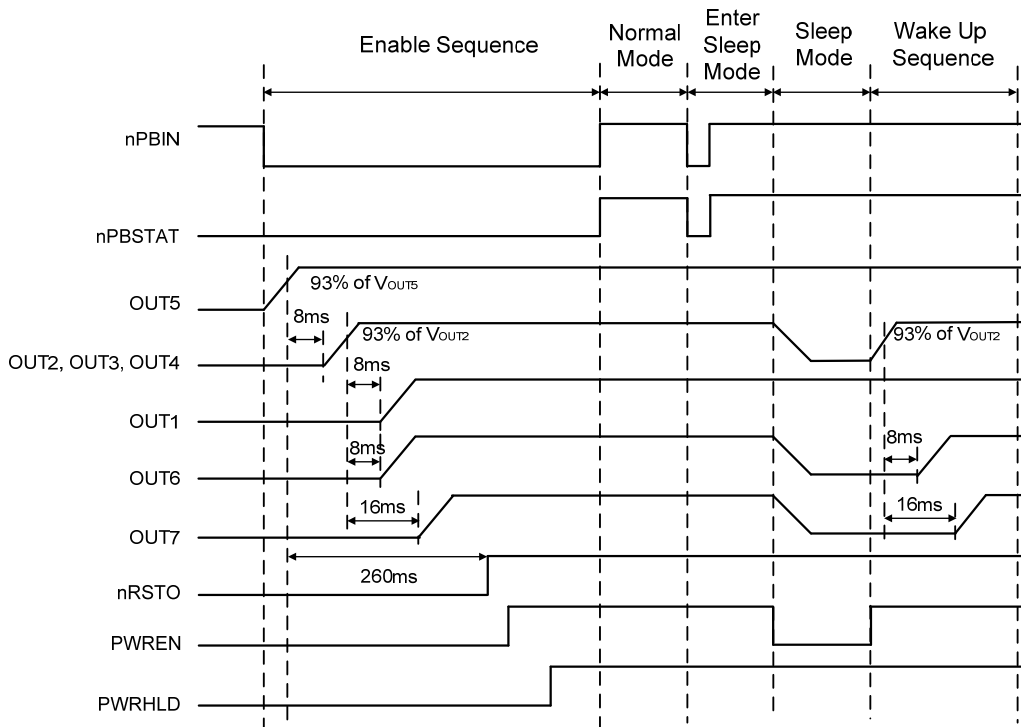 Enable Sequence
Normal
Mode
Enter
Sleep
Mode
Sleep
Mode
Wake Up
Sequence
nPBIN
nPBSTAT
OUT5
93% of VOUT5
8ms
OUT2, OUT3, OUT4
93% of VOUT2
93% of VOUT2
8ms
OUT1
OUT6
8ms
8ms
OUT7
16ms
16ms
nRSTO
260ms
PWREN
PWRHLD